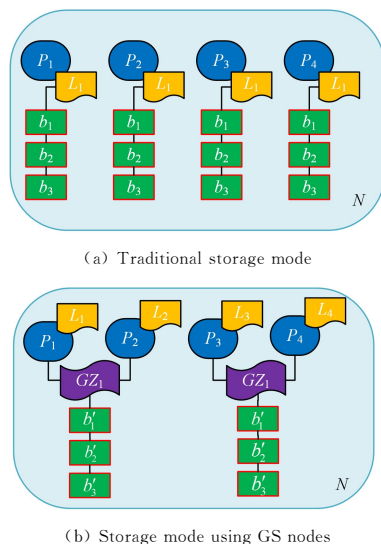 P₁ P₂ P₃ P₄
L₁ L₁ L₁ L₁
b₁ b₁ b₁ b₁
b₂ b₂ b₂ b₂
b₃ b₃ b₃ b₃
N
(a) Traditional storage mode
L₁ L₂ L₃ L₄
P₁ P₂ P₃ P₄
GZ₁ GZ₁
b′₁ b′₁
b′₂ b′₂
b′₃ b′₃
N
(b) Storage mode using GS nodes